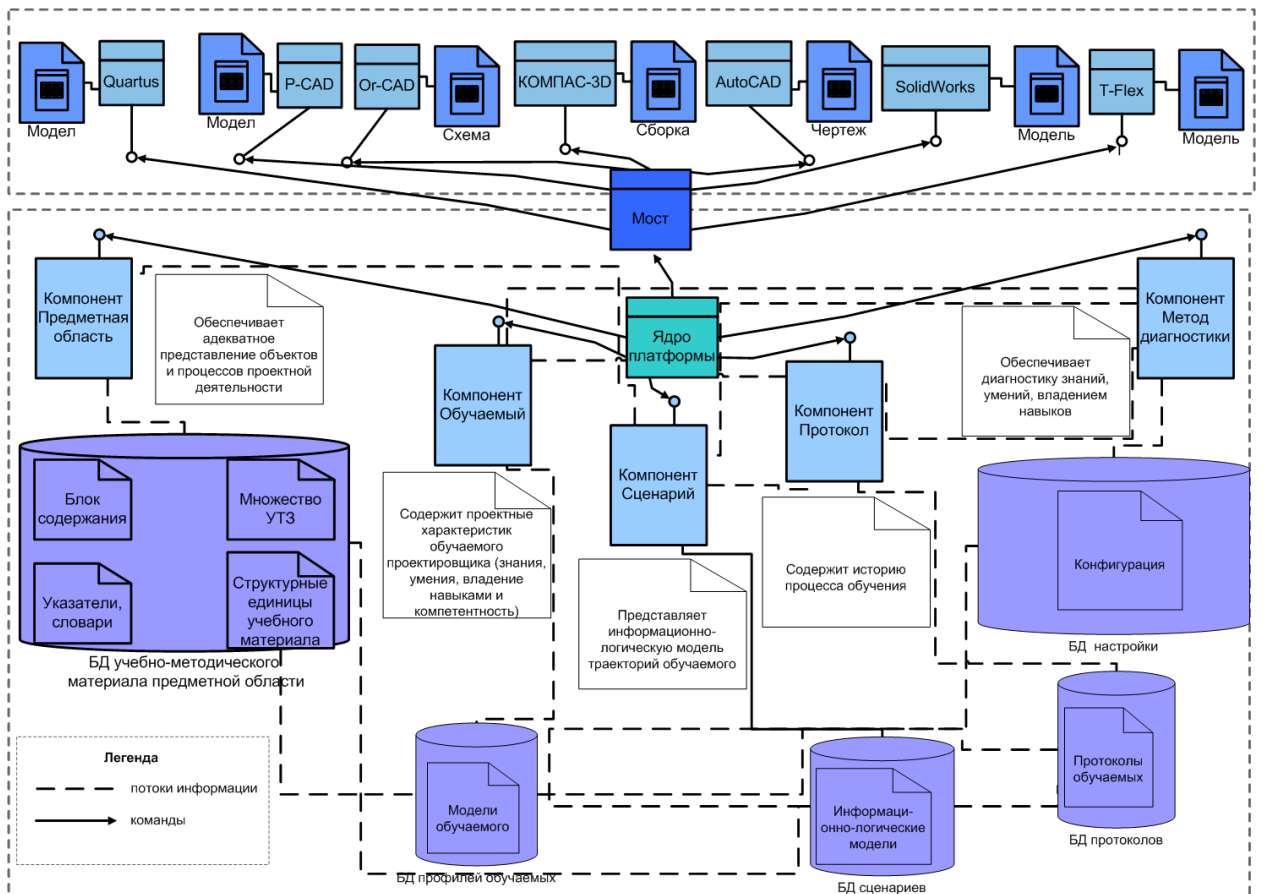 Quartus
P-CAD
Or-CAD
КОМПАС-3D
AutoCAD
SolidWorks
T-Flex
Модел
Модел
Схема
Сборка
Чертеж
Модель
Модель
Мост
Компонент
Предметная
область
Обеспечивает
адекватное
представление объектов
и процессов проектной
деятельности
Компонент
Обучаемый
Ядро
платформы
Компонент
Сценарий
Компонент
Протокол
Обеспечивает
диагностику знаний,
умений, владением
навыков
Компонент
Метод
диагностики
Блок
содержания
Множество
УТЗ
Указатели,
словари
Структурные
единицы
учебного
материала
БД учебно-методического
материала предметной области
Содержит проектные
характеристик
обучаемого
проектировщика (знания,
умения, владение
навыками и
компетентность)
Представляет
информационно-
логическую модель
траекторий обучаемого
Содержит историю
процесса обучения
Конфигурация
БД настройки
Легенда
потоки информации
команды
Модели
обучаемого
БД профилей обучаемых
Информаци-
онно-логические
модели
БД сценариев
Протоколы
обучаемых
БД протоколов